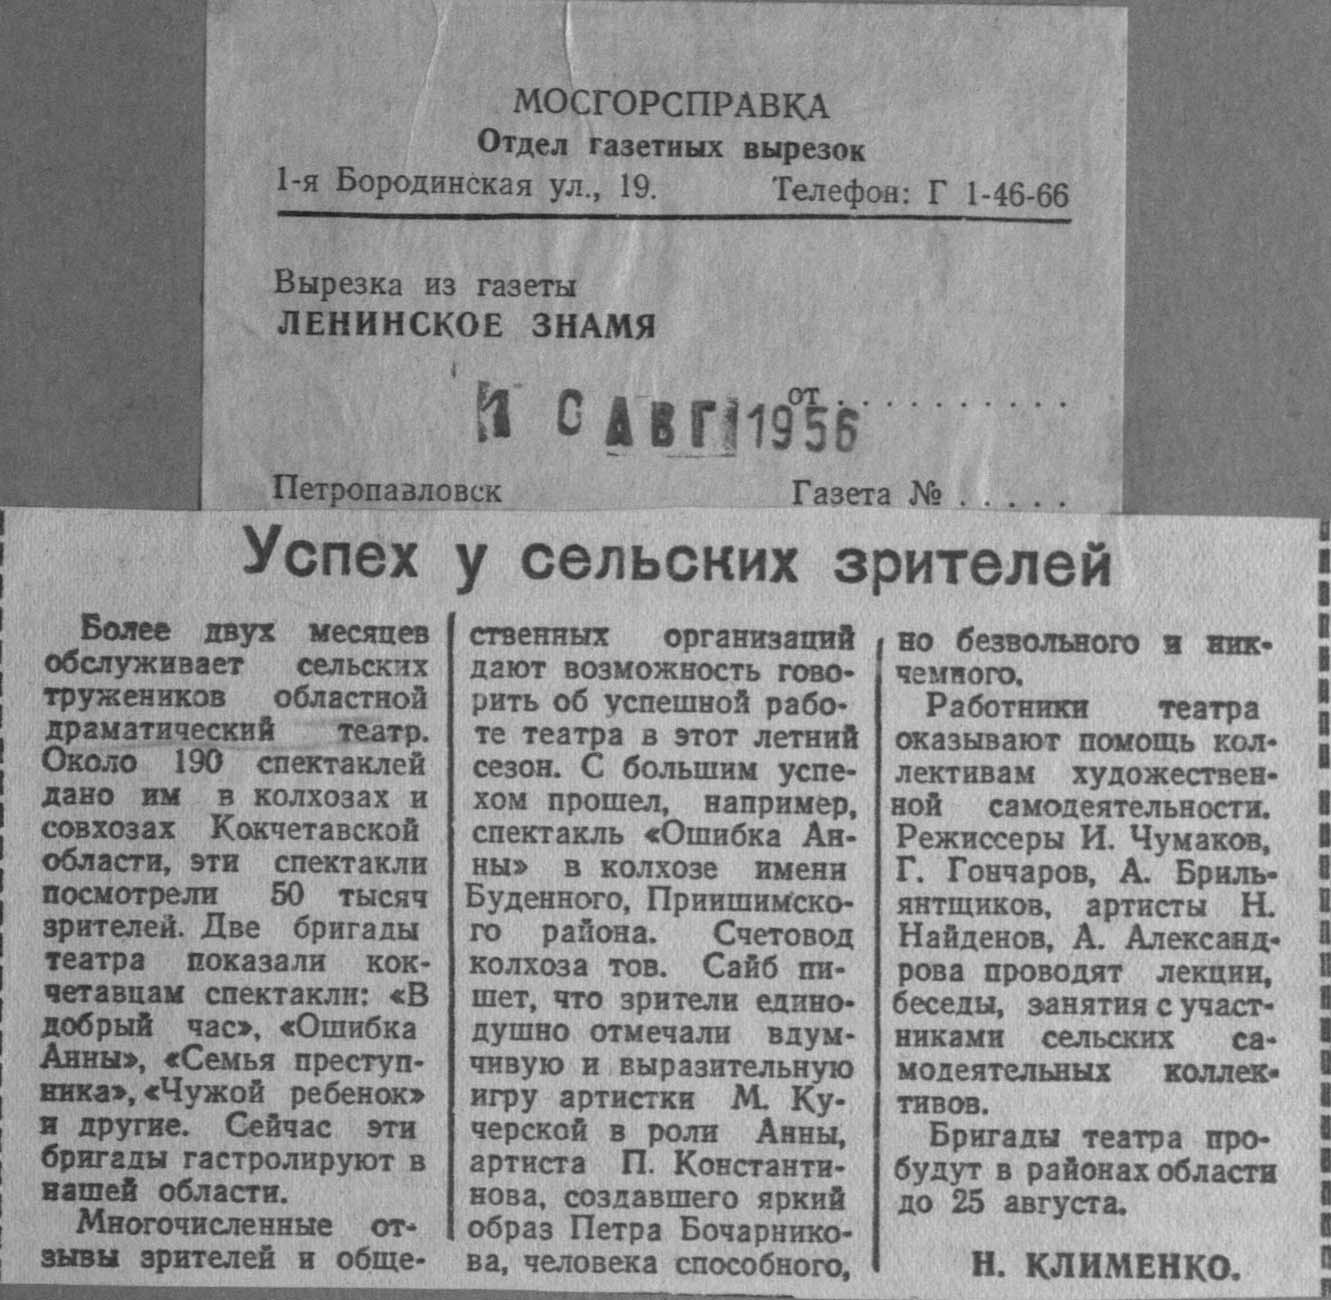 МОСГОРСПРАВКА
Отдел газетных вырезок
1-я Бородинская ул., 19. Телефон: Г 1-46-66
Вырезка из газеты
ЛЕНИНСКОЕ ЗНАМЯ
от . . . . . . . . . . .
1 0 АВГ 1956
Петропавловск Газета № . . . . .
Успех у сельских зрителей
Более двух месяцев
обслуживает сельских
тружеников областной
драматический театр.
Около 190 спектаклей
дано им в колхозах и
совхозах Кокчетавской
области, эти спектакли
посмотрели 50 тысяч
зрителей. Две бригады
театра показали кок-
четавцам спектакли: «В
добрый час», «Ошибка
Анны», «Семья преступ-
ника», «Чужой ребенок»
и другие. Сейчас эти
бригады гастролируют в
нашей области.
Многочисленные от-
зывы зрителей и обще-
ственных организаций
дают возможность гово-
рить об успешной рабо-
те театра в этот летний
сезон. С большим успе-
хом прошел, например,
спектакль «Ошибка Ан-
ны» в колхозе имени
Буденного, Приишимско-
го района. Счетовод
колхоза тов. Сайб пи-
шет, что зрители едино-
душно отмечали вдум-
чивую и выразительную
игру артистки М. Ку-
черской в роли Анны,
артиста П. Константи-
нова, создавшего яркий
образ Петра Бочарнико-
ва, человека способного,
но безвольного и ник-
чемного.
Работники театра
оказывают помощь кол-
лективам художествен-
ной самодеятельности.
Режиссеры И. Чумаков,
Г. Гончаров, А. Бриль-
янтщиков, артисты Н.
Найденов, А. Александ-
рова проводят лекции,
беседы, занятия с участ-
никами сельских са-
модеятельных коллек-
тивов.
Бригады театра про-
будут в районах области
до 25 августа.
Н. КЛИМЕНКО.